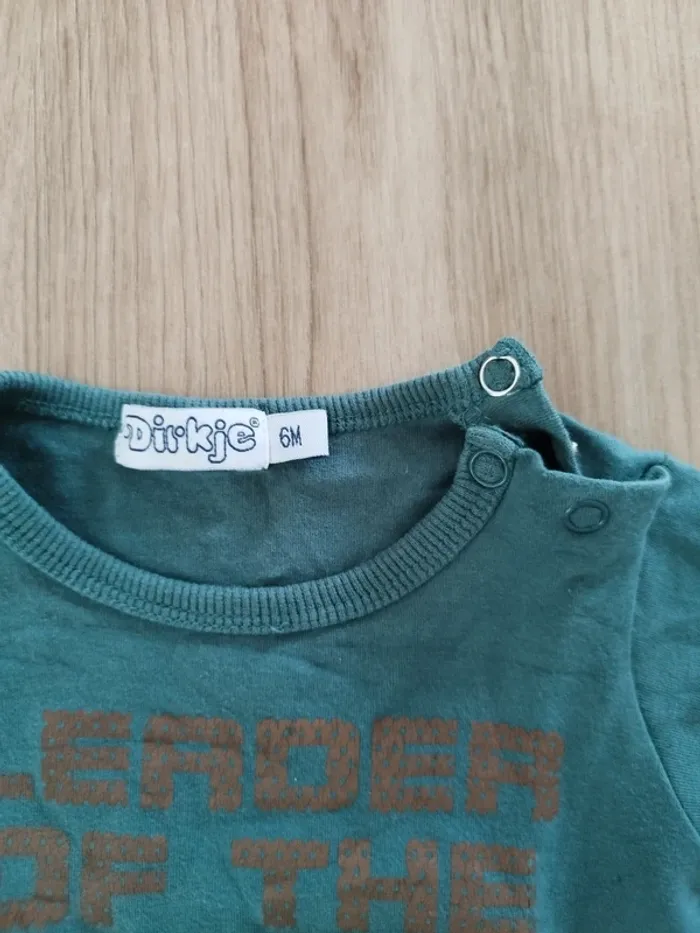 Dirkje®
6M
LEADER
OF THE